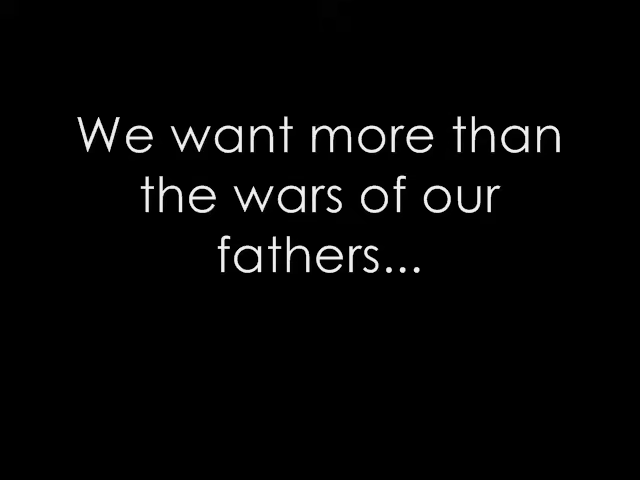 We want more than
the wars of our
fathers...